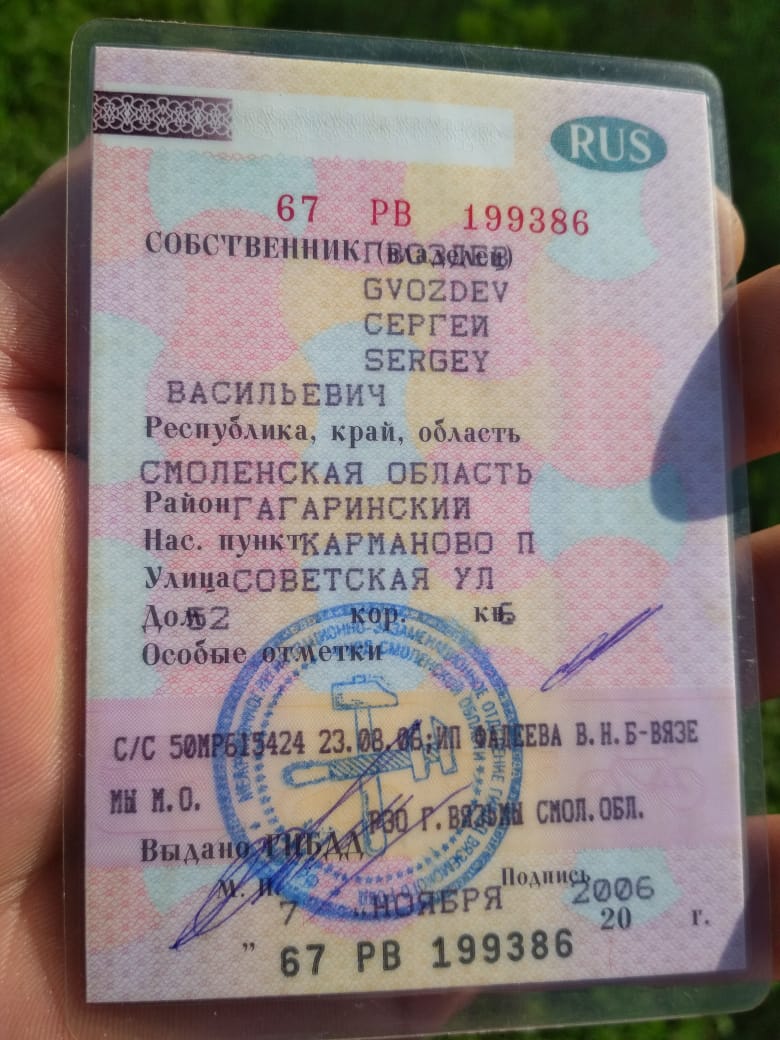 RUS
67 РВ 199386
СОБСТВЕННИК (владелец)
ГВОЗДЕВ
GVOZDEV
СЕРГЕЙ
SERGEY
ВАСИЛЬЕВИЧ
Республика, край, область
СМОЛЕНСКАЯ ОБЛАСТЬ
Район ГАГАРИНСКИЙ
Нас. пункт КАРМАНОВО П
Улица СОВЕТСКАЯ УЛ
Дом 52 кор. кв. 6
Особые отметки
С/С 50МР615424 23.08.06;ИП ФАДЕЕВА В.Н.Б-ВЯЗЕ
МЫ М.О.
РЭО Г.ВЯЗЬМЫ СМОЛ.ОБЛ.
Выдано ГИБДД
М. П. Подпись
7 НОЯБРЯ 2006
" 20 г.
67 РВ 199386